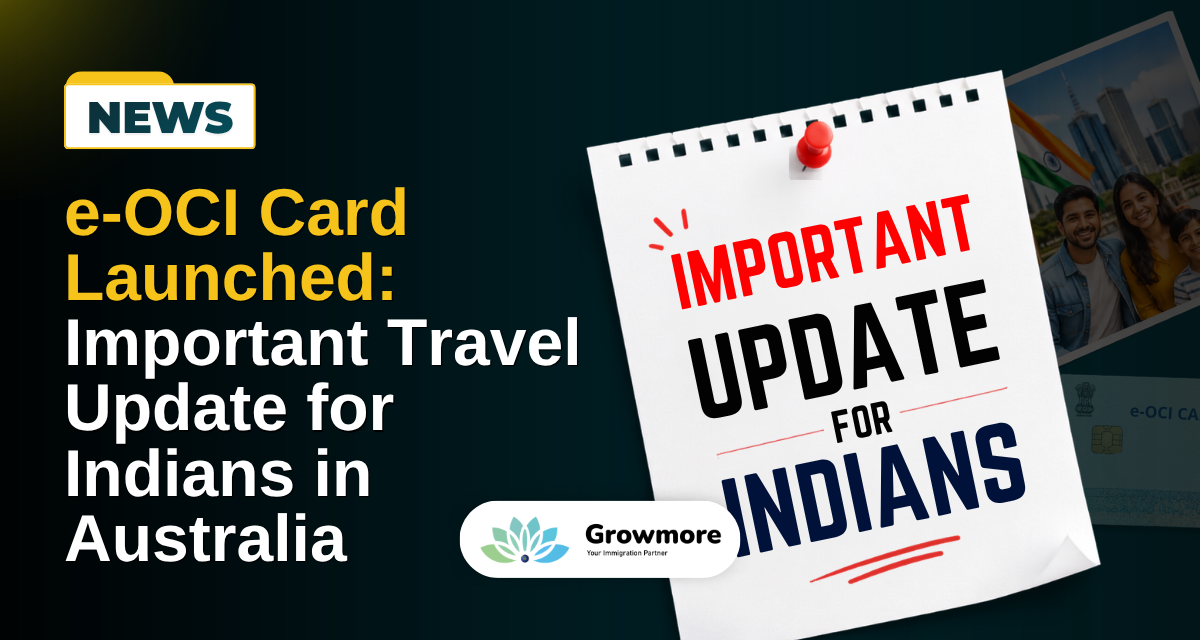 NEWS
e-OCI Card
Launched:
Important Travel
Update for
Indians in
Australia
IMPORTANT
UPDATE
FOR
INDIANS
Growmore
Your Immigration Partner
e-OCI CA